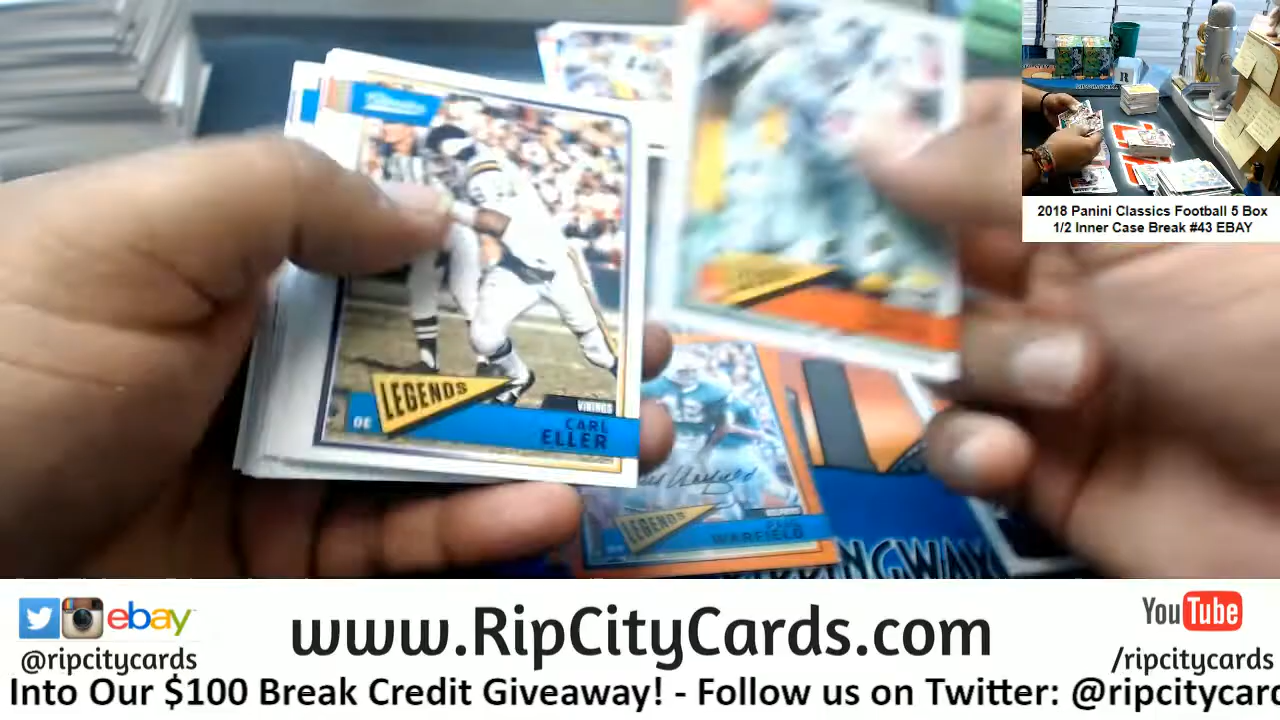 Classics
LEGENDS
VIKINGS
DE
CARL
ELLER
LEGENDS
WARFIELD
R
2018 Panini Classics Football 5 Box
1/2 Inner Case Break #43 EBAY
ebay
@ripcitycards
www.RipCityCards.com
YouTube
/ripcitycards
Into Our $100 Break Credit Giveaway! - Follow us on Twitter: @ripcitycard